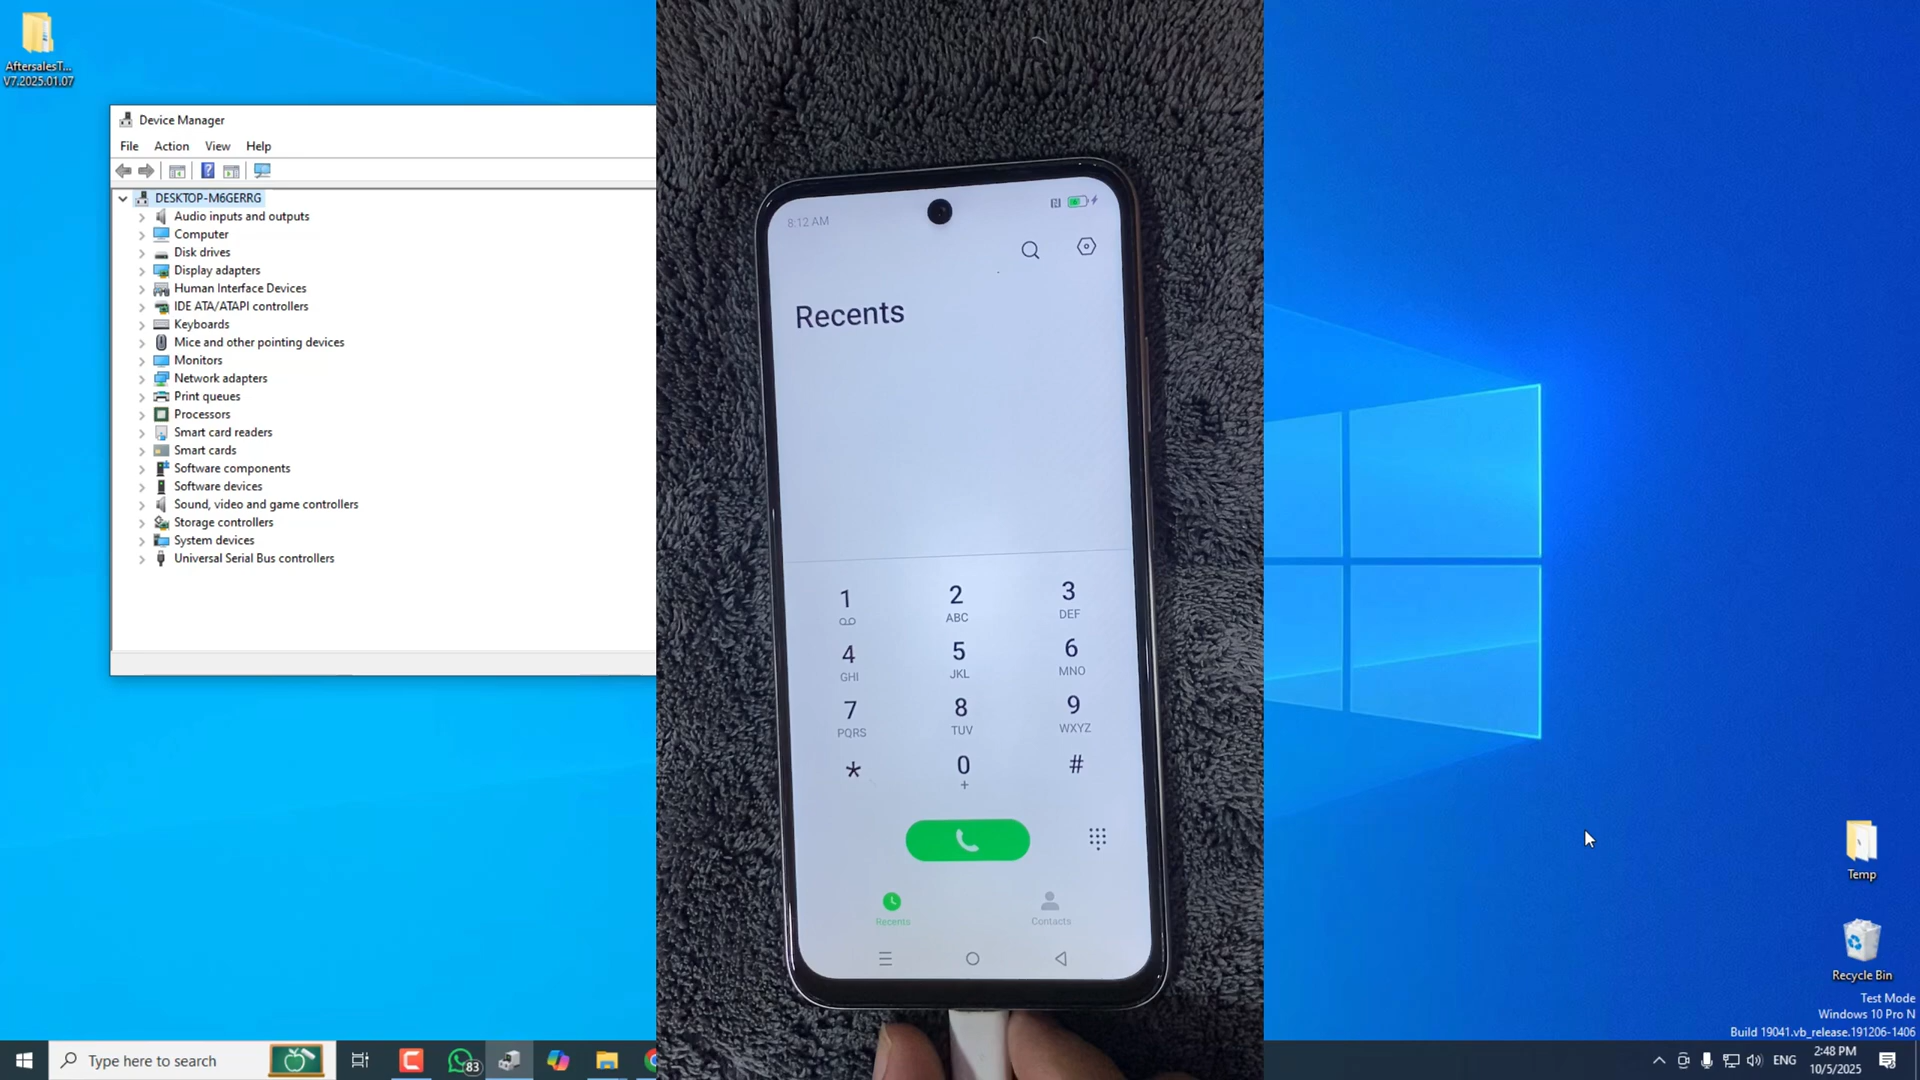 AftersalesT...
V7.2025.01.07
Device Manager
File Action View Help
DESKTOP-M6GERRG
Audio inputs and outputs
Computer
Disk drives
Display adapters
Human Interface Devices
IDE ATA/ATAPI controllers
Keyboards
Mice and other pointing devices
Monitors
Network adapters
Print queues
Processors
Smart card readers
Smart cards
Software components
Software devices
Sound, video and game controllers
Storage controllers
System devices
Universal Serial Bus controllers
8:12 AM
Recents
1 2 3
ABC DEF
4 5 6
GHI JKL MNO
7 8 9
PQRS TUV WXYZ
* 0 #
+
Recents Contacts
Temp
Recycle Bin
Test Mode
Windows 10 Pro N
Build 19041.vb_release.191206-1406
Type here to search
83
ENG
2:48 PM
10/5/2025